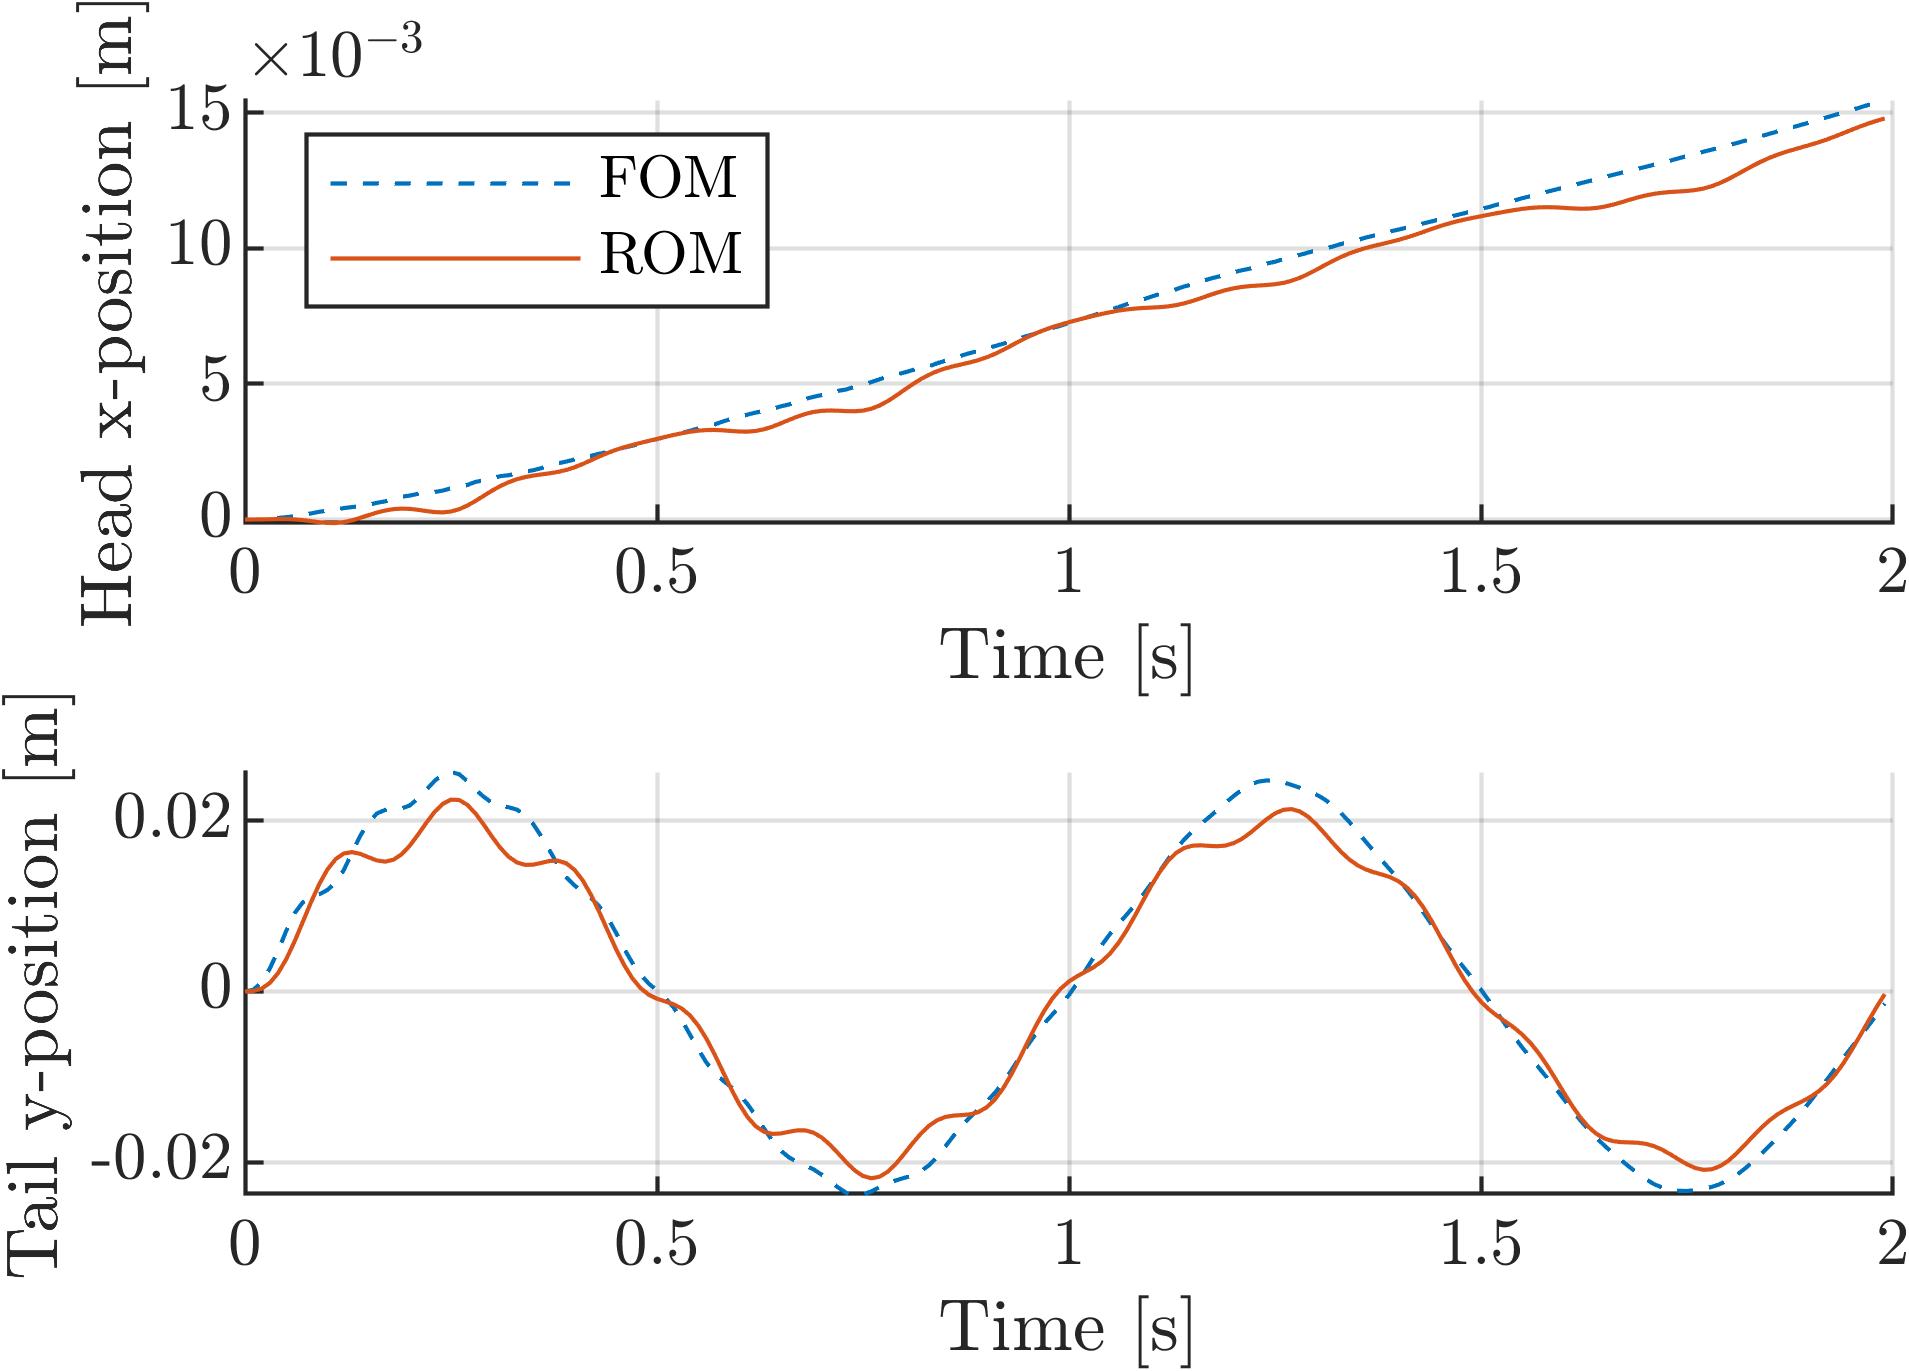 ×10⁻³
Head x-position [m]
15
10
5
0
FOM
ROM
0 0.5 1 1.5 2
Time [s]
Tail y-position [m]
0.02
0
-0.02
0 0.5 1 1.5 2
Time [s]